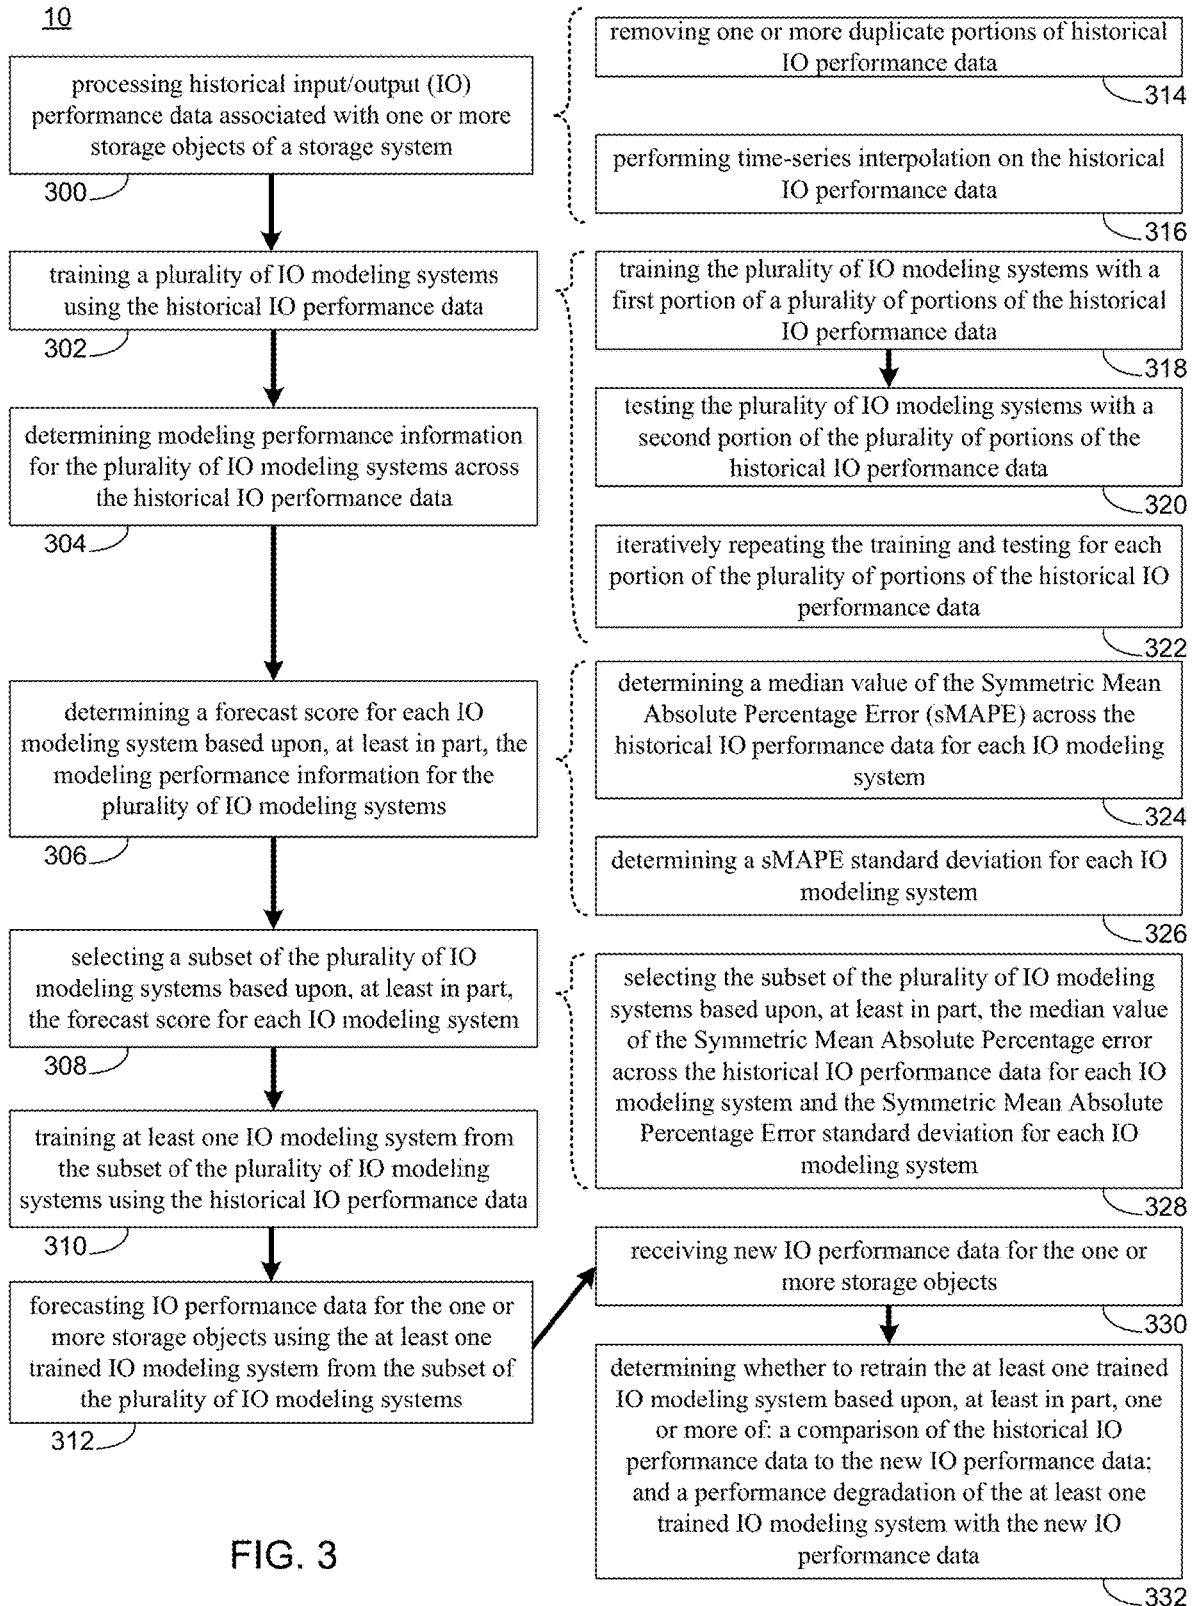 10
processing historical input/output (IO)
performance data associated with one or more
storage objects of a storage system
300
training a plurality of IO modeling systems
using the historical IO performance data
302
determining modeling performance information
for the plurality of IO modeling systems across
the historical IO performance data
304
determining a forecast score for each IO
modeling system based upon, at least in part, the
modeling performance information for the
plurality of IO modeling systems
306
selecting a subset of the plurality of IO
modeling systems based upon, at least in part,
the forecast score for each IO modeling system
308
training at least one IO modeling system from
the subset of the plurality of IO modeling
systems using the historical IO performance data
310
forecasting IO performance data for the one or
more storage objects using the at least one
trained IO modeling system from the subset of
the plurality of IO modeling systems
312
removing one or more duplicate portions of historical
IO performance data
314
performing time-series interpolation on the historical
IO performance data
316
training the plurality of IO modeling systems with a
first portion of a plurality of portions of the historical
IO performance data
318
testing the plurality of IO modeling systems with a
second portion of the plurality of portions of the
historical IO performance data
320
iteratively repeating the training and testing for each
portion of the plurality of portions of the historical IO
performance data
322
determining a median value of the Symmetric Mean
Absolute Percentage Error (sMAPE) across the
historical IO performance data for each IO modeling
system
324
determining a sMAPE standard deviation for each IO
modeling system
326
selecting the subset of the plurality of IO modeling
systems based upon, at least in part, the median value
of the Symmetric Mean Absolute Percentage error
across the historical IO performance data for each IO
modeling system and the Symmetric Mean Absolute
Percentage Error standard deviation for each IO
modeling system
328
receiving new IO performance data for the one or
more storage objects
330
determining whether to retrain the at least one trained
IO modeling system based upon, at least in part, one
or more of: a comparison of the historical IO
performance data to the new IO performance data;
and a performance degradation of the at least one
trained IO modeling system with the new IO
performance data
332
FIG. 3